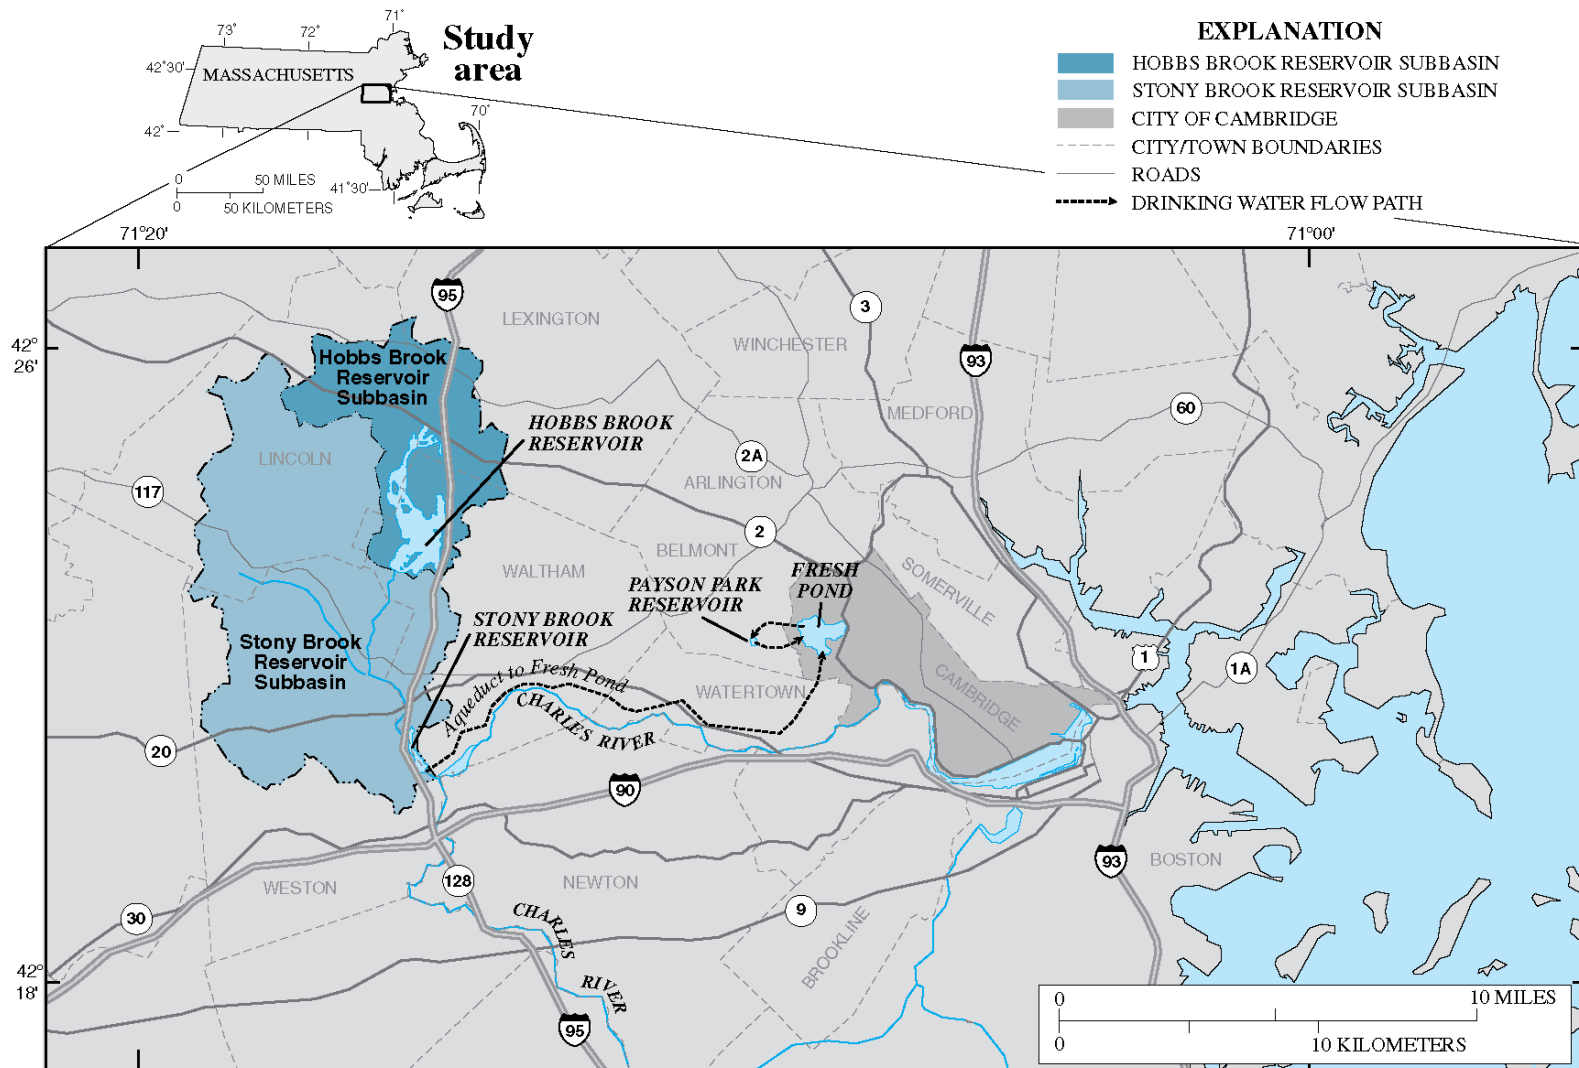 73°
72°
71°
42°30'
MASSACHUSETTS
42°
70°
41°30'
0
50 MILES
0
50 KILOMETERS
Study
area
EXPLANATION
HOBBS BROOK RESERVOIR SUBBASIN
STONY BROOK RESERVOIR SUBBASIN
CITY OF CAMBRIDGE
CITY/TOWN BOUNDARIES
ROADS
DRINKING WATER FLOW PATH
71°20'
71°00'
42°
26'
42°
18'
95
LEXINGTON
3
WINCHESTER
93
Hobbs Brook
Reservoir
Subbasin
MEDFORD
60
HOBBS BROOK
RESERVOIR
LINCOLN
2A
ARLINGTON
117
2
BELMONT
WALTHAM
PAYSON PARK
RESERVOIR
FRESH
POND
SOMERVILLE
STONY BROOK
RESERVOIR
Stony Brook
Reservoir
Subbasin
Aqueduct to Fresh Pond
WATERTOWN
CAMBRIDGE
1
1A
CHARLES RIVER
20
90
BOSTON
93
WESTON
128
NEWTON
30
9
CHARLES
RIVER
BROOKLINE
95
0
10 MILES
0
10 KILOMETERS